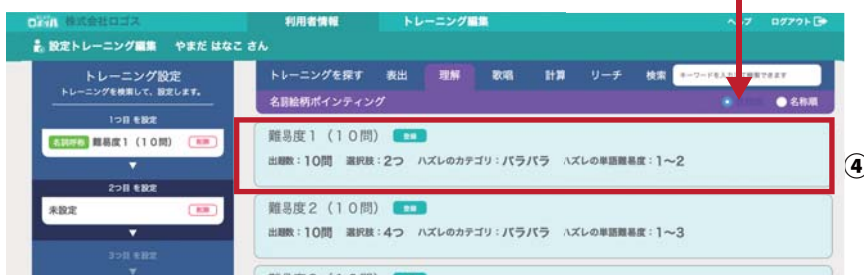 株式会社ロゴス 利用者情報 トレーニング編集 ログアウト
設定トレーニング編集 やまだ はなこ さん
トレーニング設定
トレーニングを検索して、設定します。
トレーニングを探す 表出 理解 歌唱 計算 リーチ 検索 キーワードを入力して検索できます
名詞絵柄ポインティング 名称順
1つ目 を設定
名詞呼称 難易度1（10問） 削除
2つ目 を設定
未設定 削除
3つ目 を設定
難易度1（10問） 登録
出題数：10問 選択肢：2つ ハズレのカテゴリ：バラバラ ハズレの単語難易度：1〜2
④
難易度2（10問） 登録
出題数：10問 選択肢：4つ ハズレのカテゴリ：バラバラ ハズレの単語難易度：1〜3